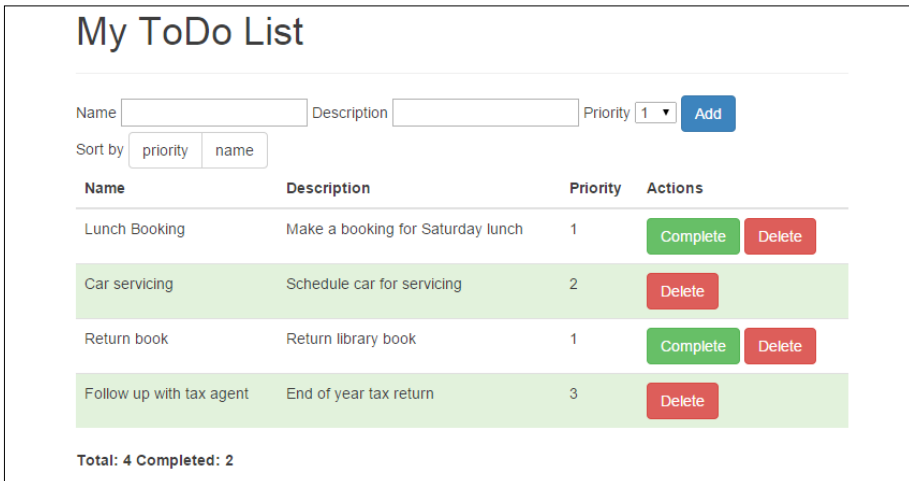 My ToDo List
Name Description Priority 1 Add
Sort by priority name
Name Description Priority Actions
Lunch Booking Make a booking for Saturday lunch 1 Complete Delete
Car servicing Schedule car for servicing 2 Delete
Return book Return library book 1 Complete Delete
Follow up with tax agent End of year tax return 3 Delete
Total: 4 Completed: 2